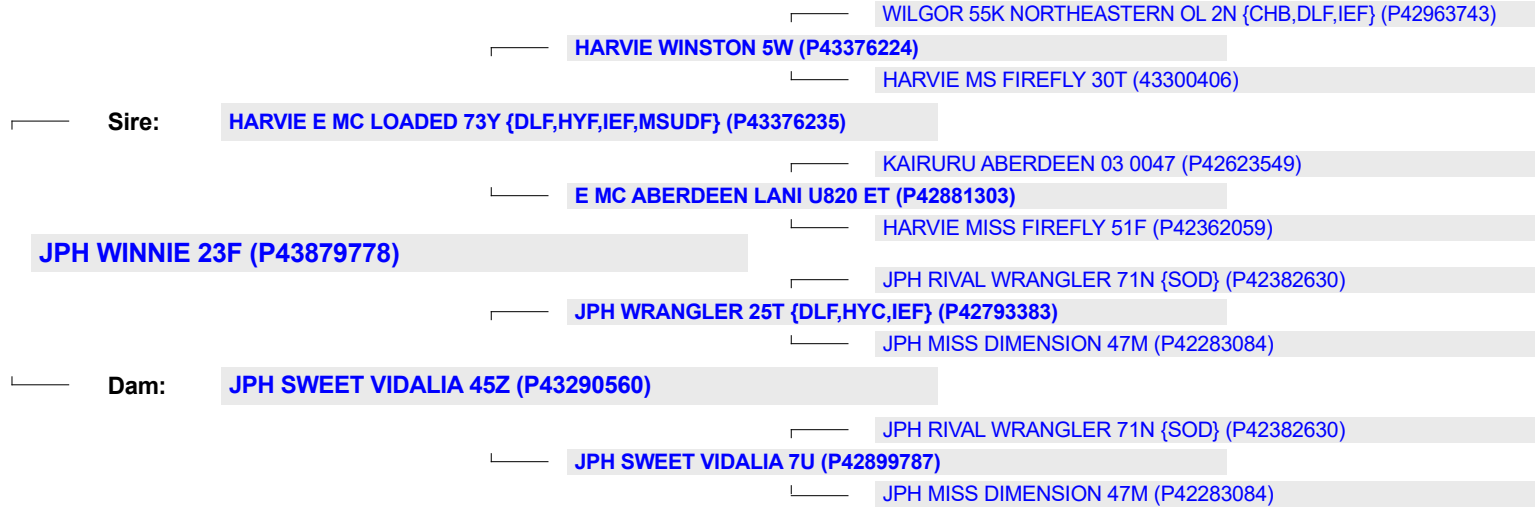 WILGOR 55K NORTHEASTERN OL 2N {CHB,DLF,IEF} (P42963743)
HARVIE WINSTON 5W (P43376224)
HARVIE MS FIREFLY 30T (43300406)
Sire: HARVIE E MC LOADED 73Y {DLF,HYF,IEF,MSUDF} (P43376235)
KAIRURU ABERDEEN 03 0047 (P42623549)
E MC ABERDEEN LANI U820 ET (P42881303)
HARVIE MISS FIREFLY 51F (P42362059)
JPH WINNIE 23F (P43879778)
JPH RIVAL WRANGLER 71N {SOD} (P42382630)
JPH WRANGLER 25T {DLF,HYC,IEF} (P42793383)
JPH MISS DIMENSION 47M (P42283084)
Dam: JPH SWEET VIDALIA 45Z (P43290560)
JPH RIVAL WRANGLER 71N {SOD} (P42382630)
JPH SWEET VIDALIA 7U (P42899787)
JPH MISS DIMENSION 47M (P42283084)